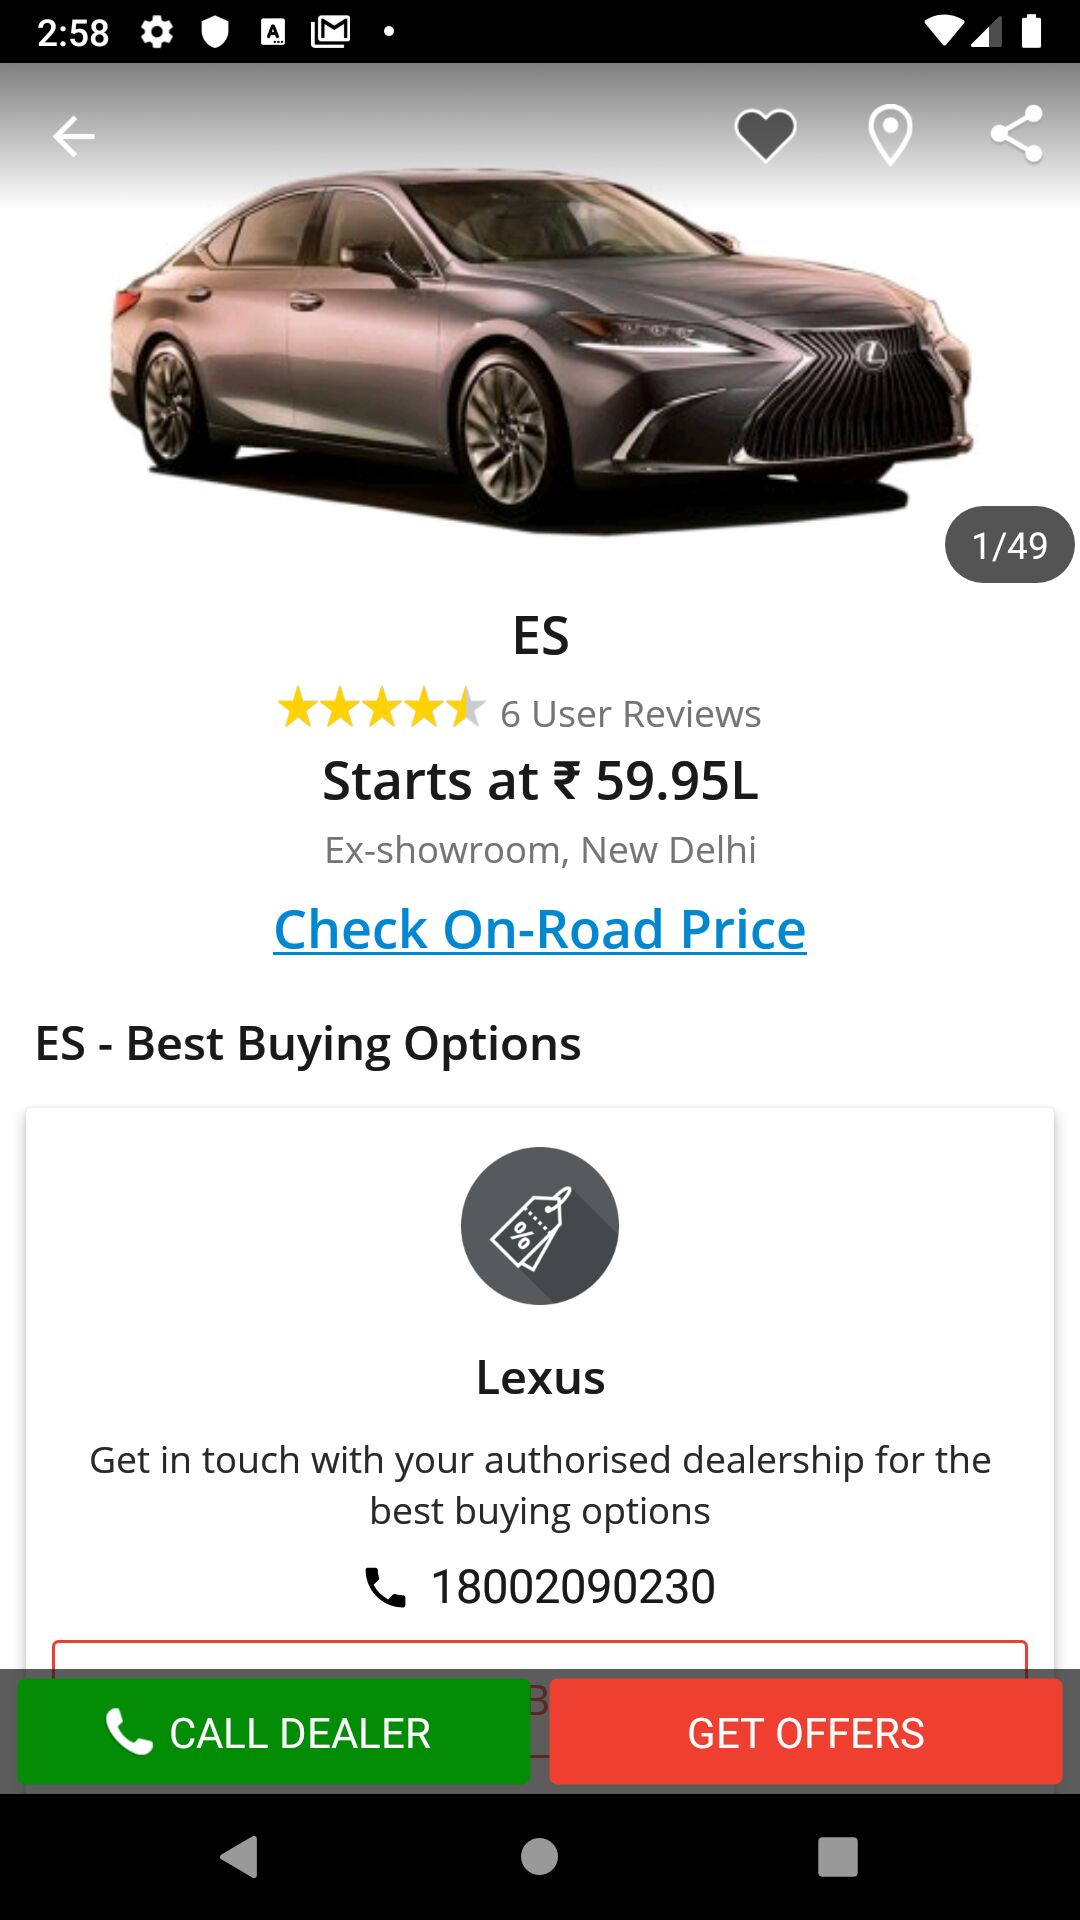 2:58
1/49
ES
6 User Reviews
Starts at ₹ 59.95L
Ex-showroom, New Delhi
Check On-Road Price
ES - Best Buying Options
%
Lexus
Get in touch with your authorised dealership for the
best buying options
18002090230
CALL DEALER
GET OFFERS